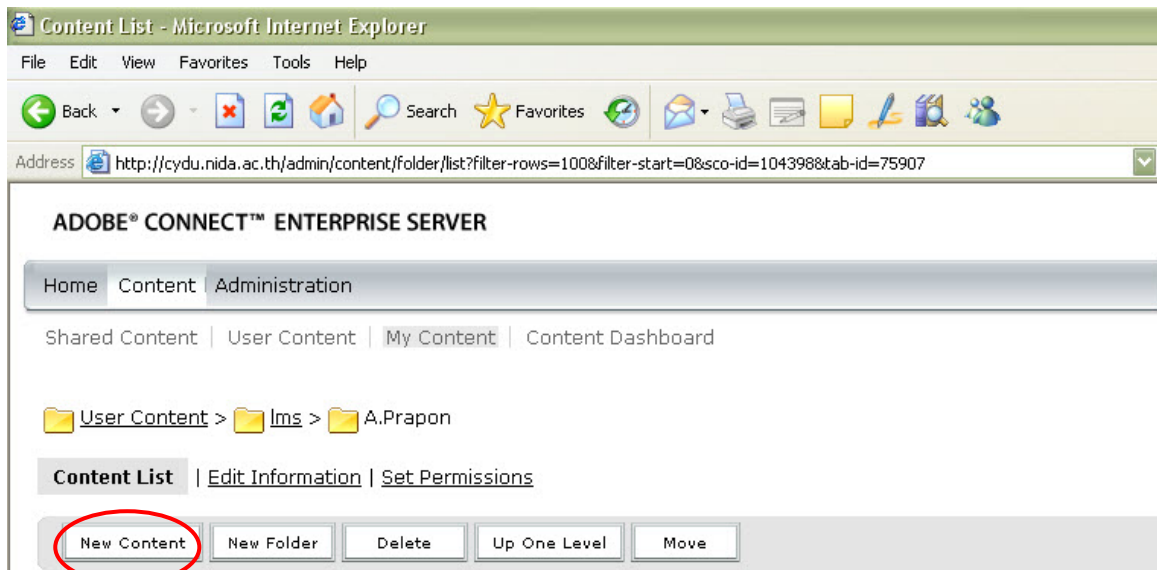 Content List - Microsoft Internet Explorer
File Edit View Favorites Tools Help
Back Search Favorites
Address http://cydu.nida.ac.th/admin/content/folder/list?filter-rows=100&filter-start=0&sco-id=104398&tab-id=75907
ADOBE® CONNECT™ ENTERPRISE SERVER
Home Content | Administration
Shared Content | User Content | My Content | Content Dashboard
User Content > lms > A.Prapon
Content List | Edit Information | Set Permissions
New Content New Folder Delete Up One Level Move